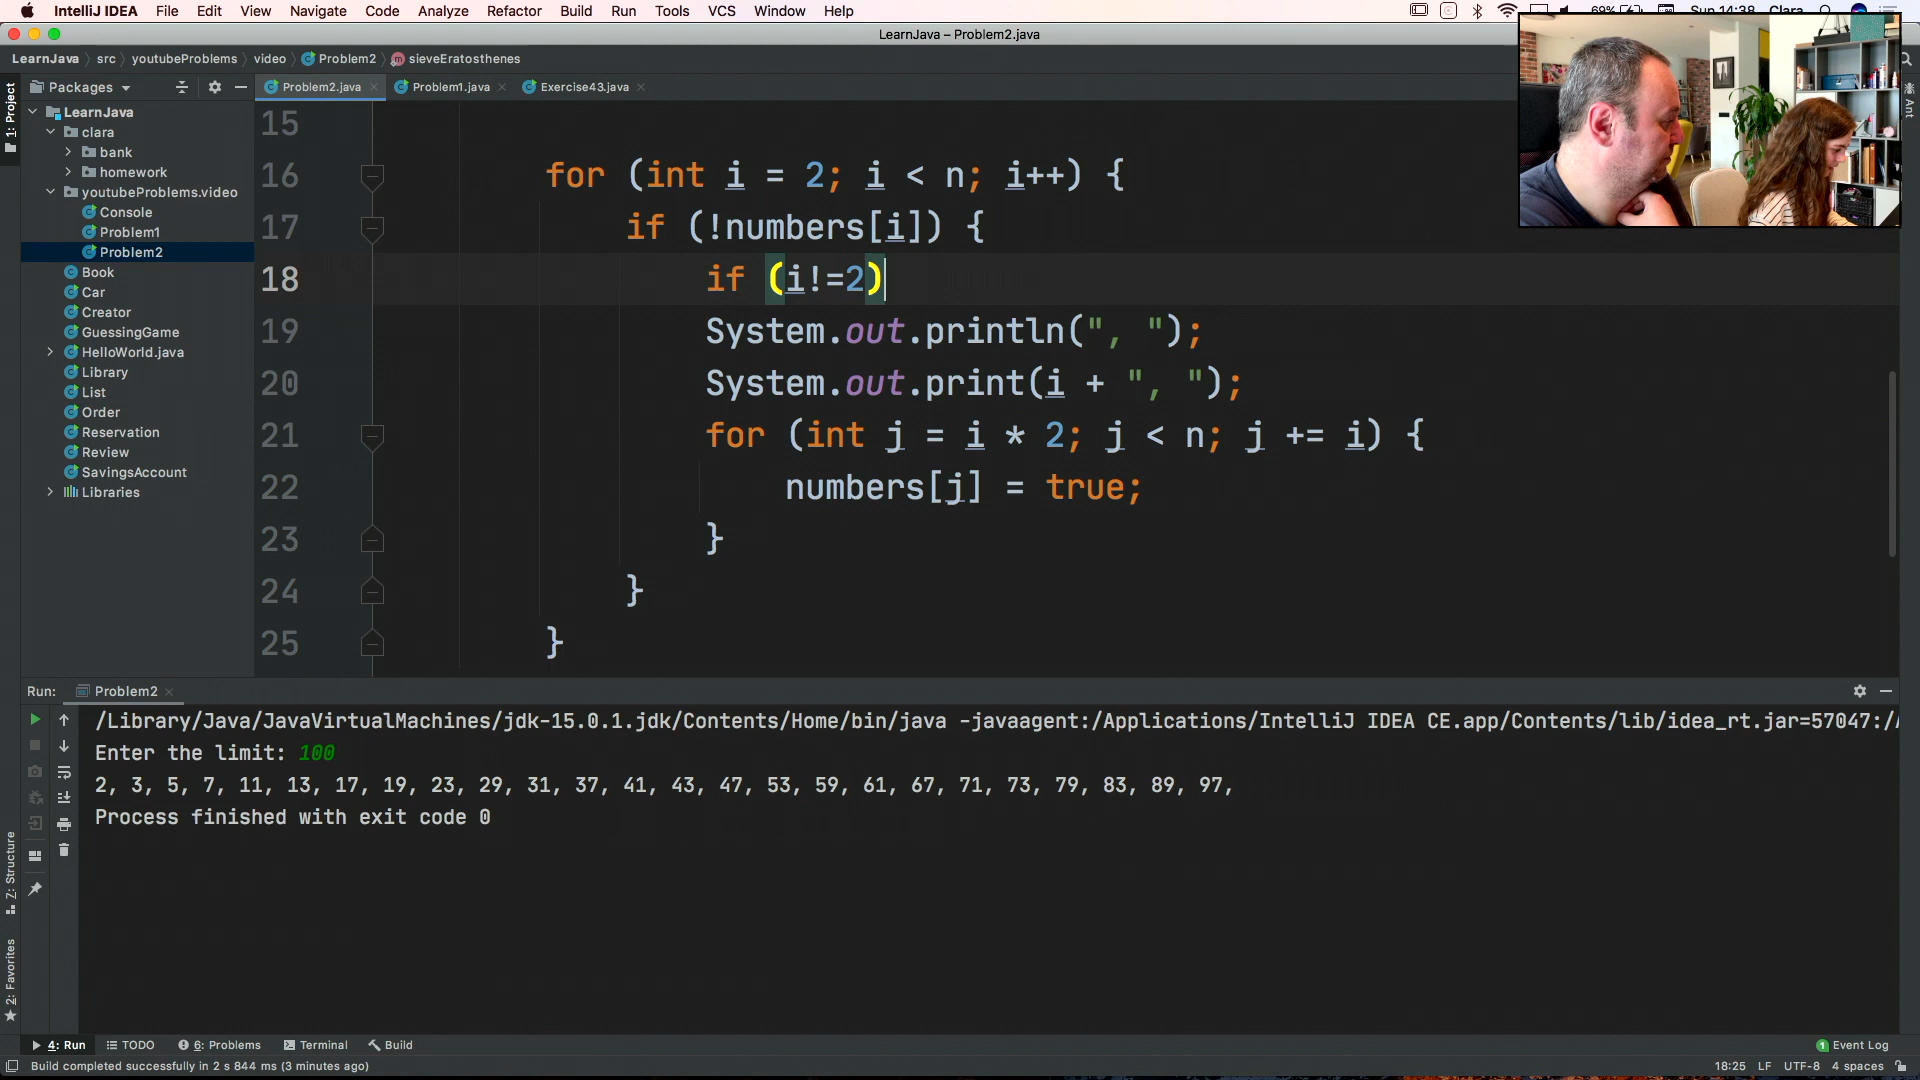 IntelliJ IDEA File Edit View Navigate Code Analyze Refactor Build Run Tools VCS Window Help 69% Sun 14:38 Clara
LearnJava – Problem2.java
LearnJava src youtubeProblems video Problem2 sieveEratosthenes
Packages
Problem2.java Problem1.java Exercise43.java
1: Project
Ant
LearnJava
clara
bank
homework
youtubeProblems.video
Console
Problem1
Problem2
Book
Car
Creator
GuessingGame
HelloWorld.java
Library
List
Order
Reservation
Review
SavingsAccount
Libraries
15
16 for (int i = 2; i < n; i++) {
17 if (!numbers[i]) {
18 if (i!=2)
19 System.out.println(", ");
20 System.out.print(i + ", ");
21 for (int j = i * 2; j < n; j += i) {
22 numbers[j] = true;
23 }
24 }
25 }
Run: Problem2
/Library/Java/JavaVirtualMachines/jdk-15.0.1.jdk/Contents/Home/bin/java -javaagent:/Applications/IntelliJ IDEA CE.app/Contents/lib/idea_rt.jar=57047:/
Enter the limit: 100
2, 3, 5, 7, 11, 13, 17, 19, 23, 29, 31, 37, 41, 43, 47, 53, 59, 61, 67, 71, 73, 79, 83, 89, 97,
Process finished with exit code 0
Z: Structure
2: Favorites
4: Run TODO 6: Problems Terminal Build 1 Event Log
Build completed successfully in 2 s 844 ms (3 minutes ago) 18:25 LF UTF-8 4 spaces